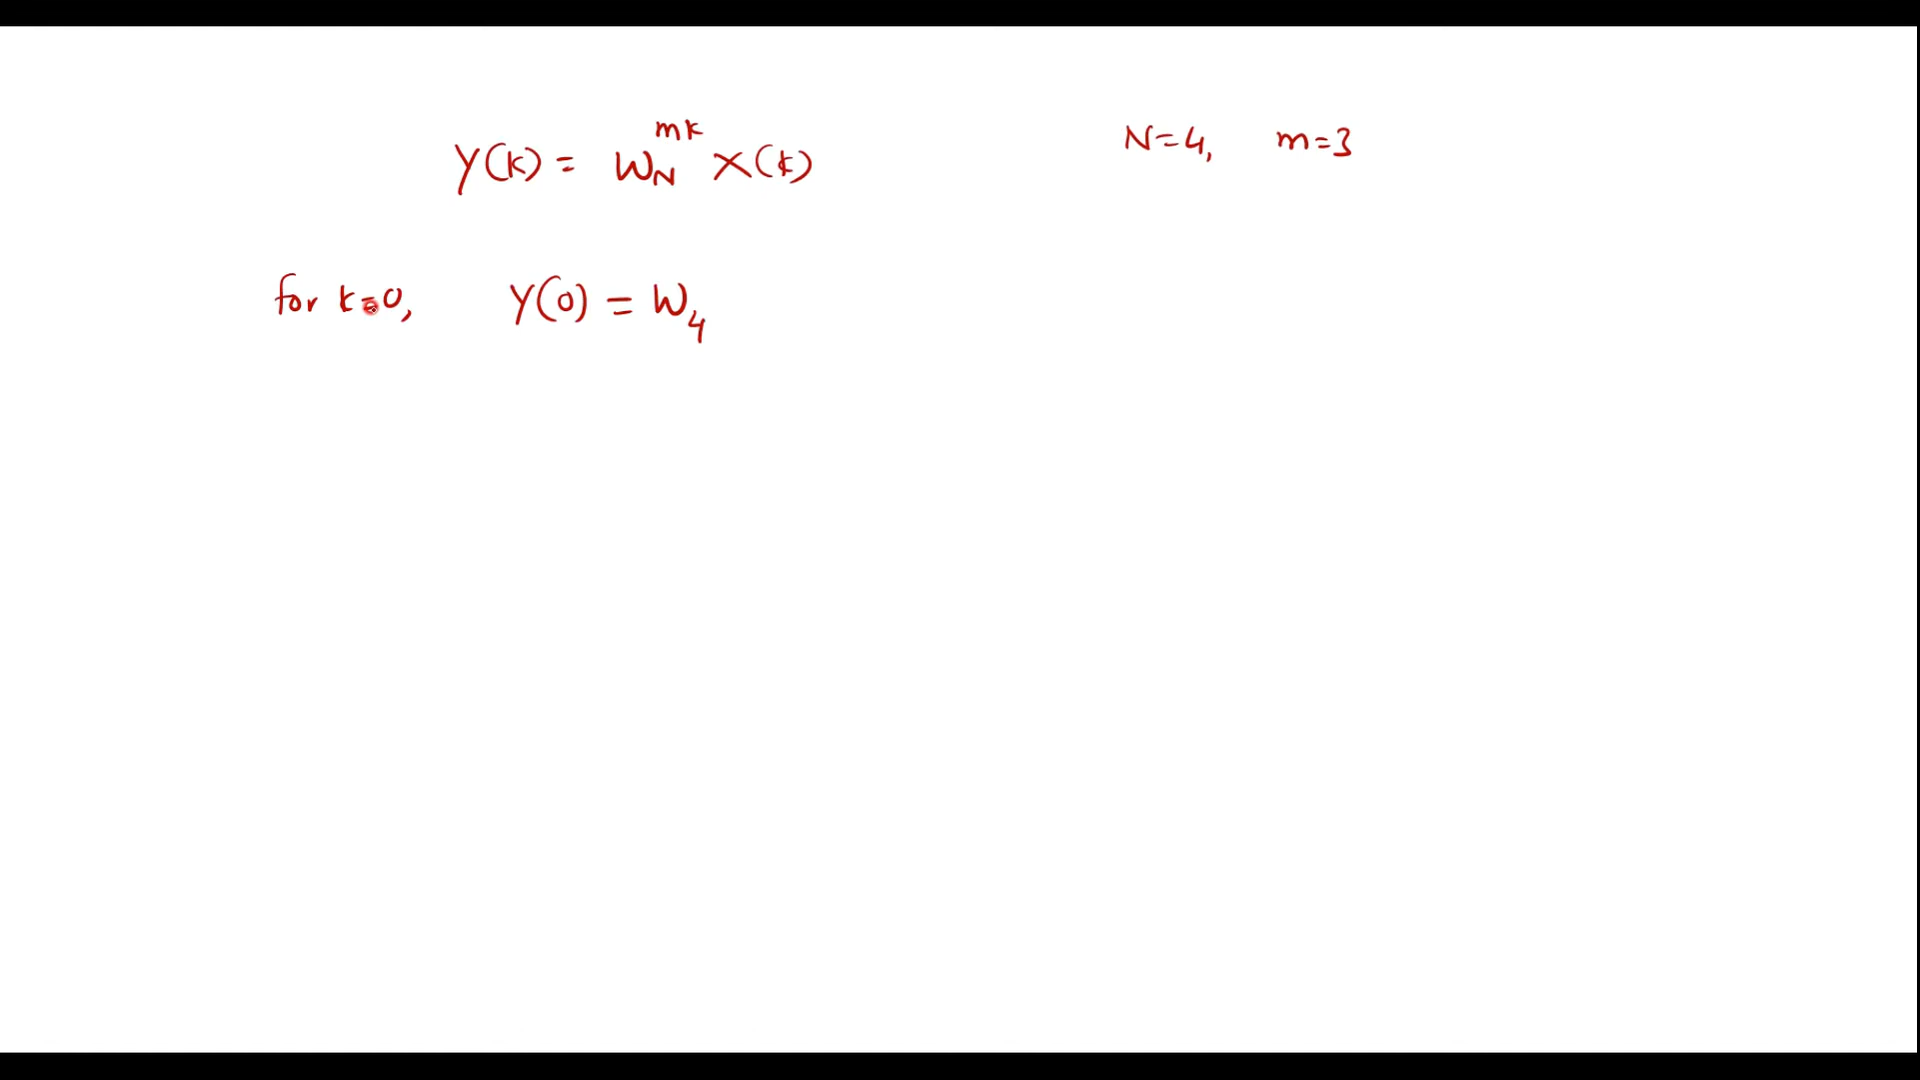 Y(k) = W_N^{mk} X(k) N=4, m=3
for k=0, Y(0) = W_4